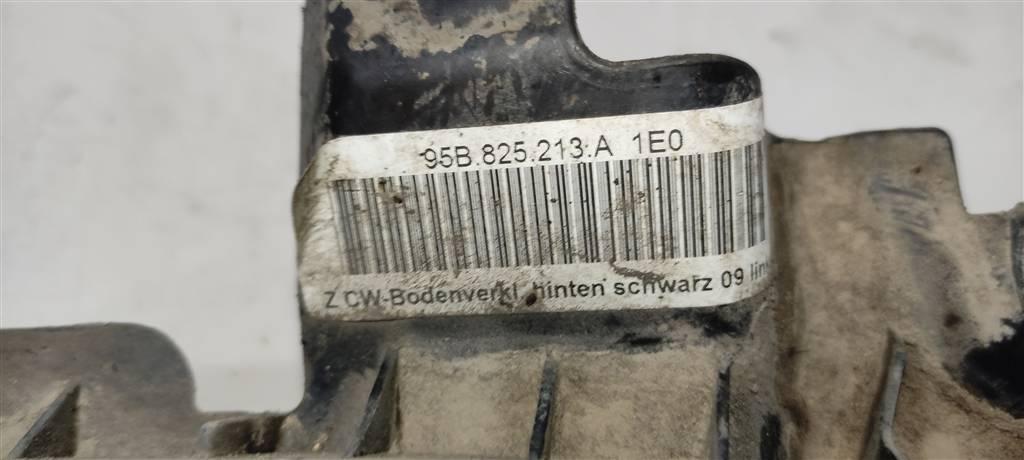 95B.825.213.A 1E0
Z CW-Bodenverkl. hinten schwarz 09